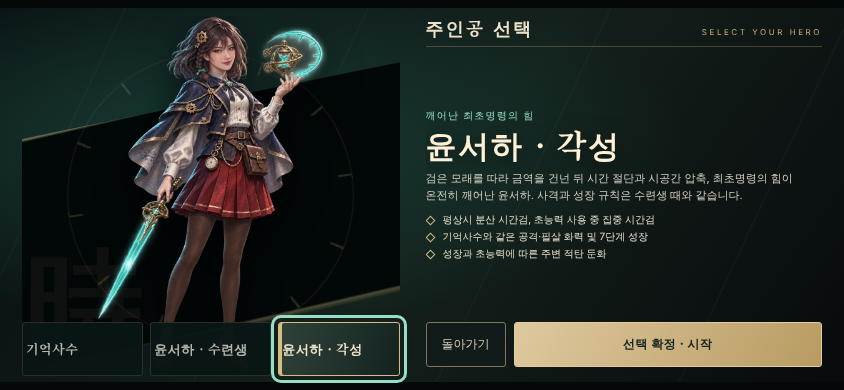 주인공 선택
SELECT YOUR HERO
깨어난 최초명령의 힘
윤서하 · 각성
검은 모래를 따라 금역을 건넌 뒤 시간 절단과 시공간 압축, 최초명령의 힘이
온전히 깨어난 윤서하. 사격과 성장 규칙은 수련생 때와 같습니다.
평상시 분산 시간검, 초능력 사용 중 집중 시간검
기억사수와 같은 공격·필살 화력 및 7단계 성장
성장과 초능력에 따른 주변 적탄 둔화
時
기억사수
윤서하 · 수련생
윤서하 · 각성
돌아가기
선택 확정 · 시작